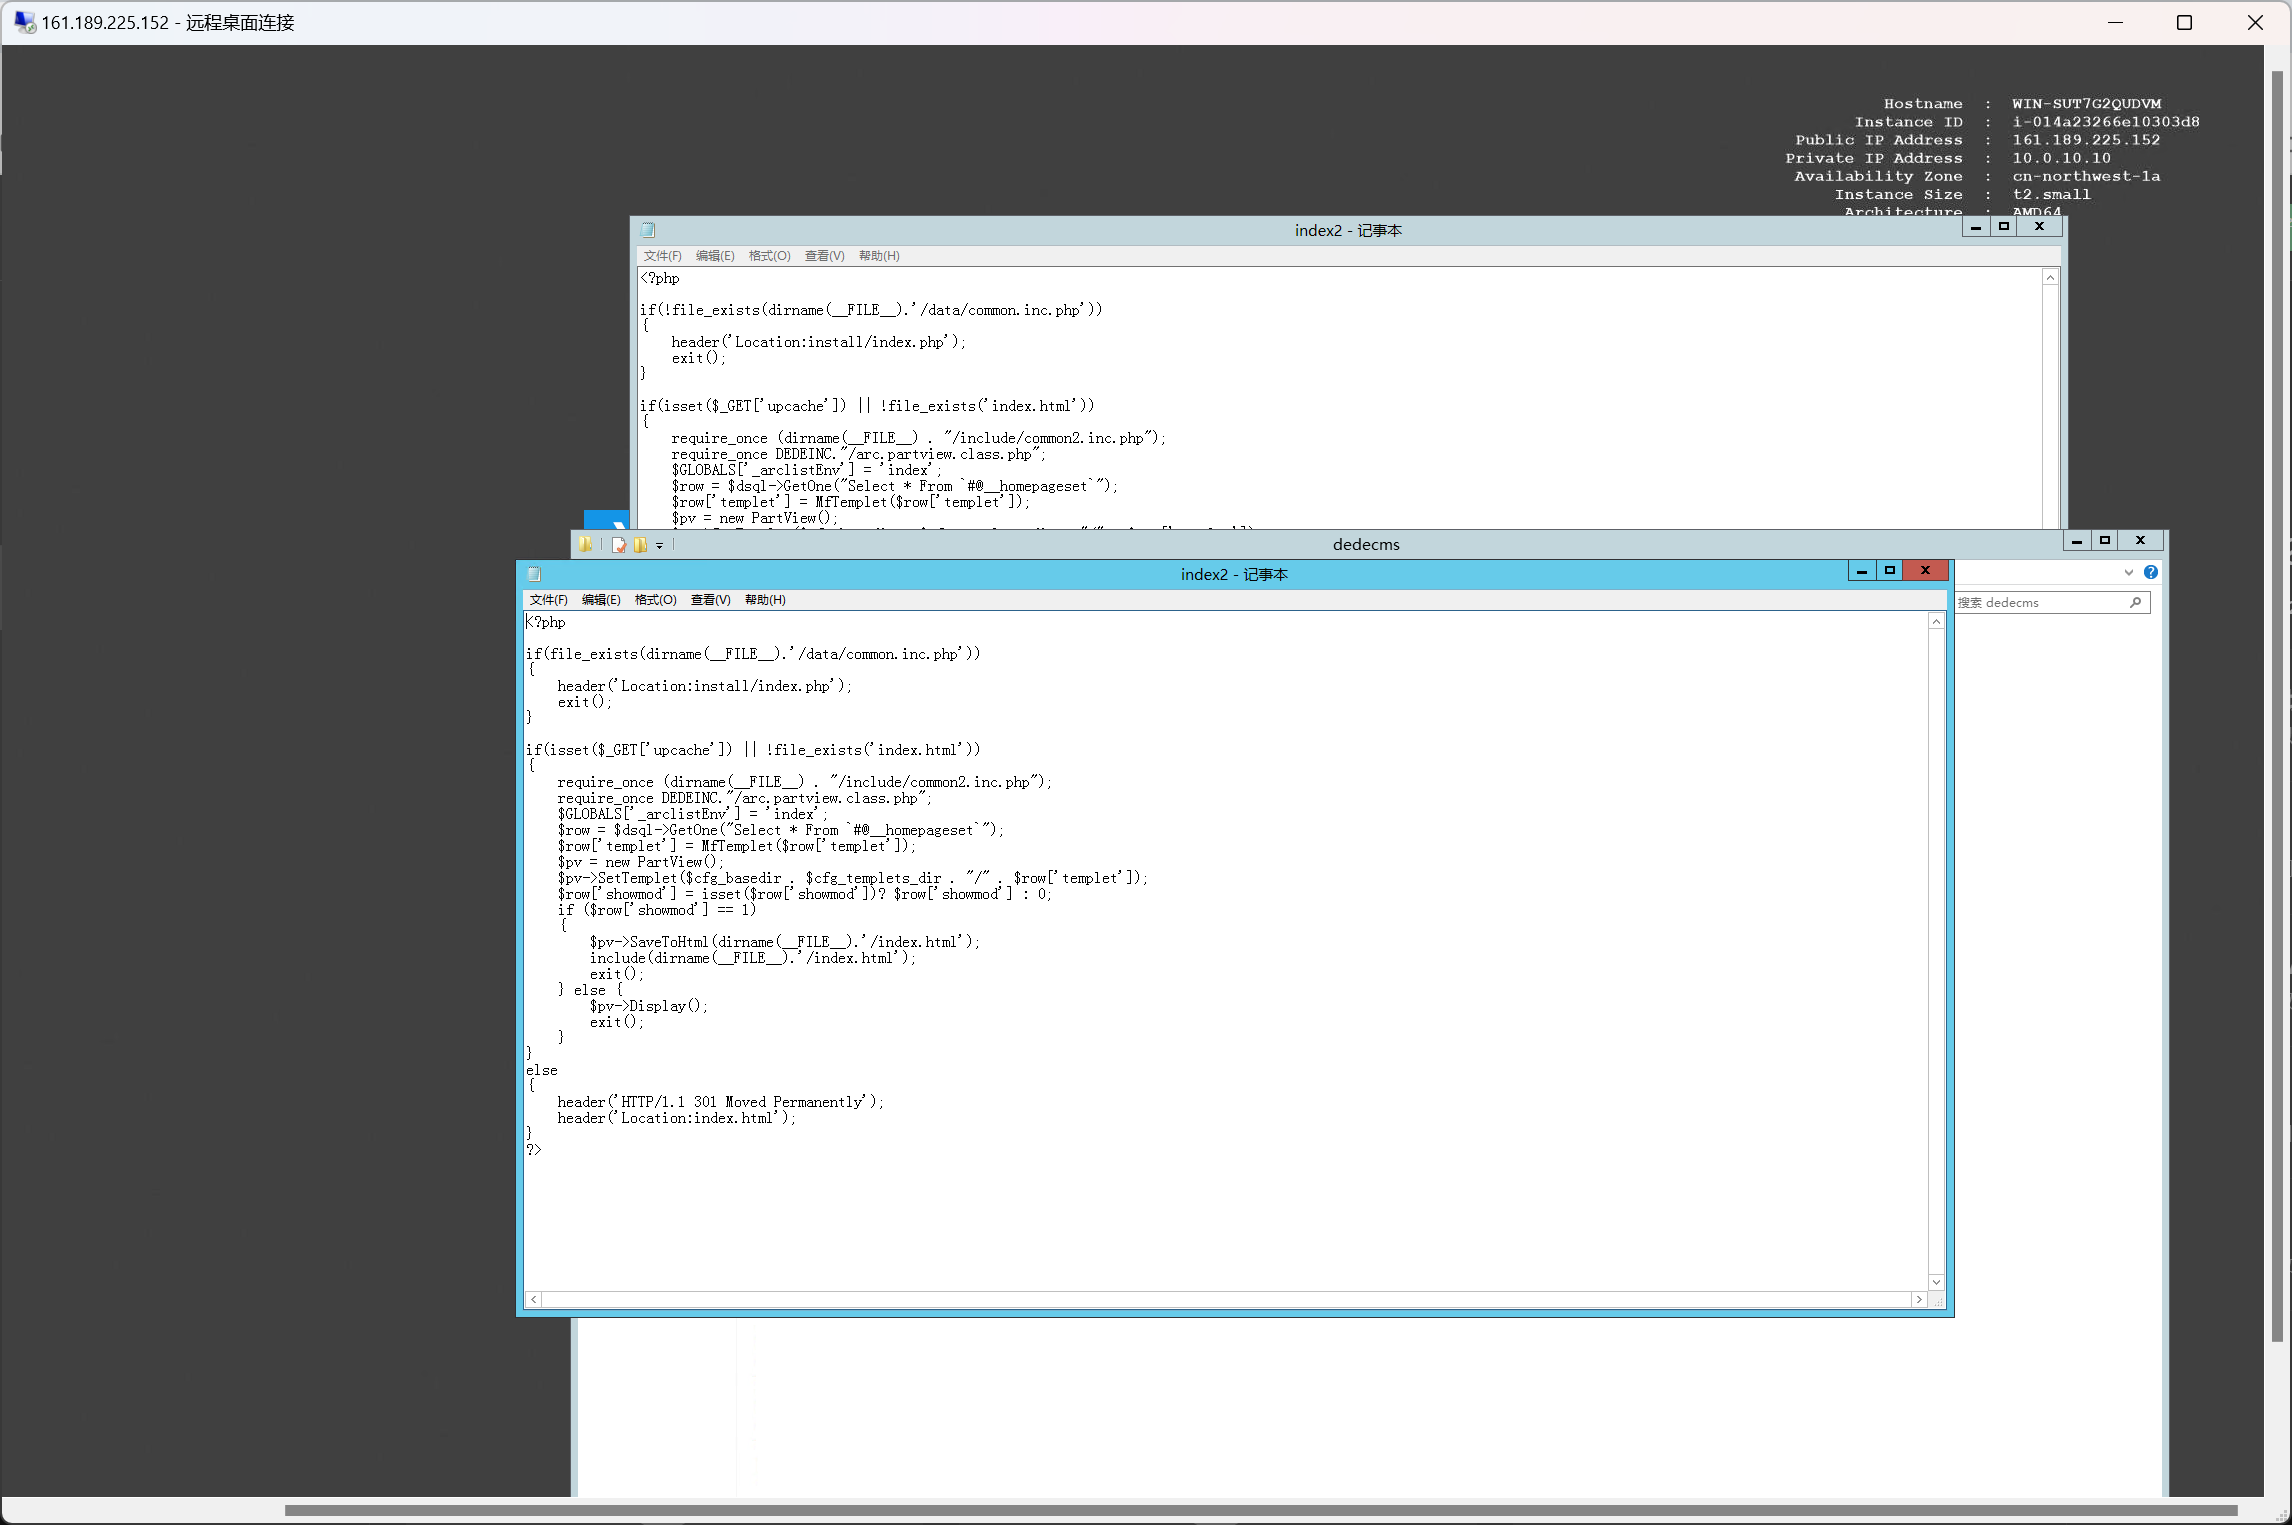 161.189.225.152 - 远程桌面连接
Hostname : WIN-SUT7G2QUDVM
Instance ID : i-014a23266e10303d8
Public IP Address : 161.189.225.152
Private IP Address : 10.0.10.10
Availability Zone : cn-northwest-1a
Instance Size : t2.small
Architecture : AMD64
index2 - 记事本
文件(F) 编辑(E) 格式(O) 查看(V) 帮助(H)
<?php
if(!file_exists(dirname(__FILE__).'/data/common.inc.php'))
{
header('Location:install/index.php');
exit();
}
if(isset($_GET['upcache']) || !file_exists('index.html'))
{
require_once (dirname(__FILE__) . "/include/common2.inc.php");
require_once DEDEINC."/arc.partview.class.php";
$GLOBALS['_arclistEnv'] = 'index';
$row = $dsql->GetOne("Select * From `#@__homepageset`");
$row['templet'] = MfTemplet($row['templet']);
$pv = new PartView();
dedecms
搜索 dedecms
index2 - 记事本
文件(F) 编辑(E) 格式(O) 查看(V) 帮助(H)
<?php
if(file_exists(dirname(__FILE__).'/data/common.inc.php'))
{
header('Location:install/index.php');
exit();
}
if(isset($_GET['upcache']) || !file_exists('index.html'))
{
require_once (dirname(__FILE__) . "/include/common2.inc.php");
require_once DEDEINC."/arc.partview.class.php";
$GLOBALS['_arclistEnv'] = 'index';
$row = $dsql->GetOne("Select * From `#@__homepageset`");
$row['templet'] = MfTemplet($row['templet']);
$pv = new PartView();
$pv->SetTemplet($cfg_basedir . $cfg_templets_dir . "/" . $row['templet']);
$row['showmod'] = isset($row['showmod'])? $row['showmod'] : 0;
if ($row['showmod'] == 1)
{
$pv->SaveToHtml(dirname(__FILE__).'/index.html');
include(dirname(__FILE__).'/index.html');
exit();
} else {
$pv->Display();
exit();
}
}
else
{
header('HTTP/1.1 301 Moved Permanently');
header('Location:index.html');
}
?>